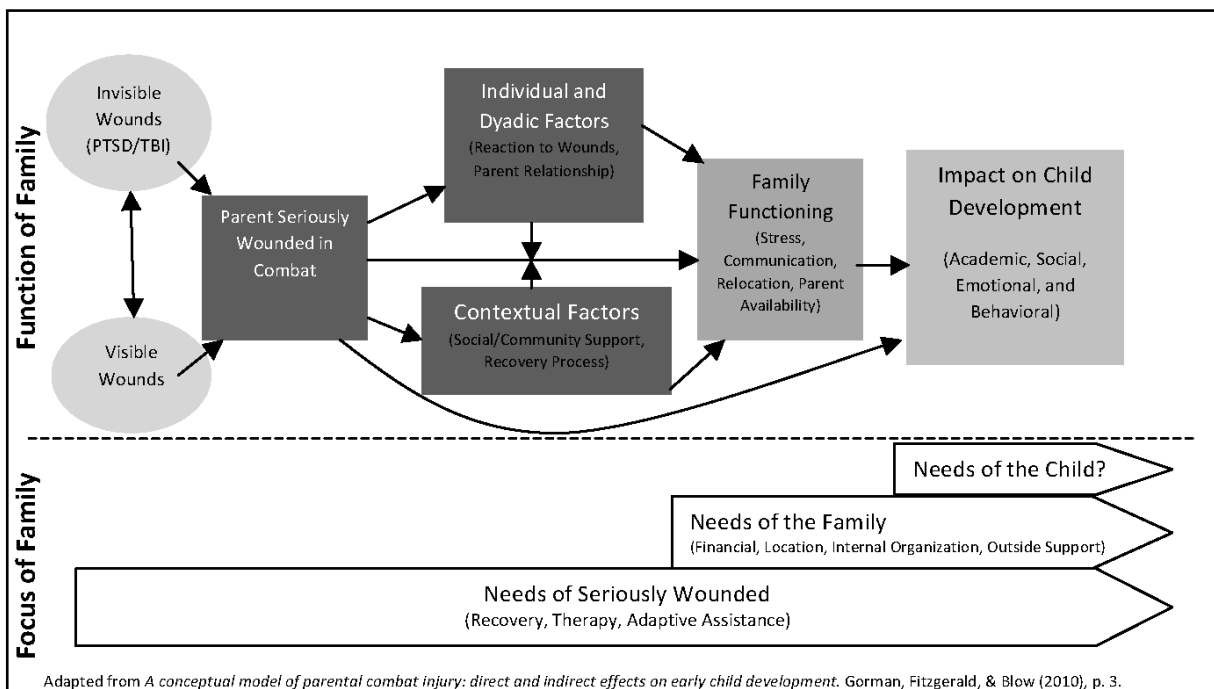 Function of Family
Invisible
Wounds
(PTSD/TBI)
Visible
Wounds
Parent Seriously
Wounded in
Combat
Individual and
Dyadic Factors
(Reaction to Wounds,
Parent Relationship)
Contextual Factors
(Social/Community Support,
Recovery Process)
Family
Functioning
(Stress,
Communication,
Relocation, Parent
Availability)
Impact on Child
Development
(Academic, Social,
Emotional, and
Behavioral)
Focus of Family
Needs of the Child?
Needs of the Family
(Financial, Location, Internal Organization, Outside Support)
Needs of Seriously Wounded
(Recovery, Therapy, Adaptive Assistance)
Adapted from A conceptual model of parental combat injury: direct and indirect effects on early child development. Gorman, Fitzgerald, & Blow (2010), p. 3.